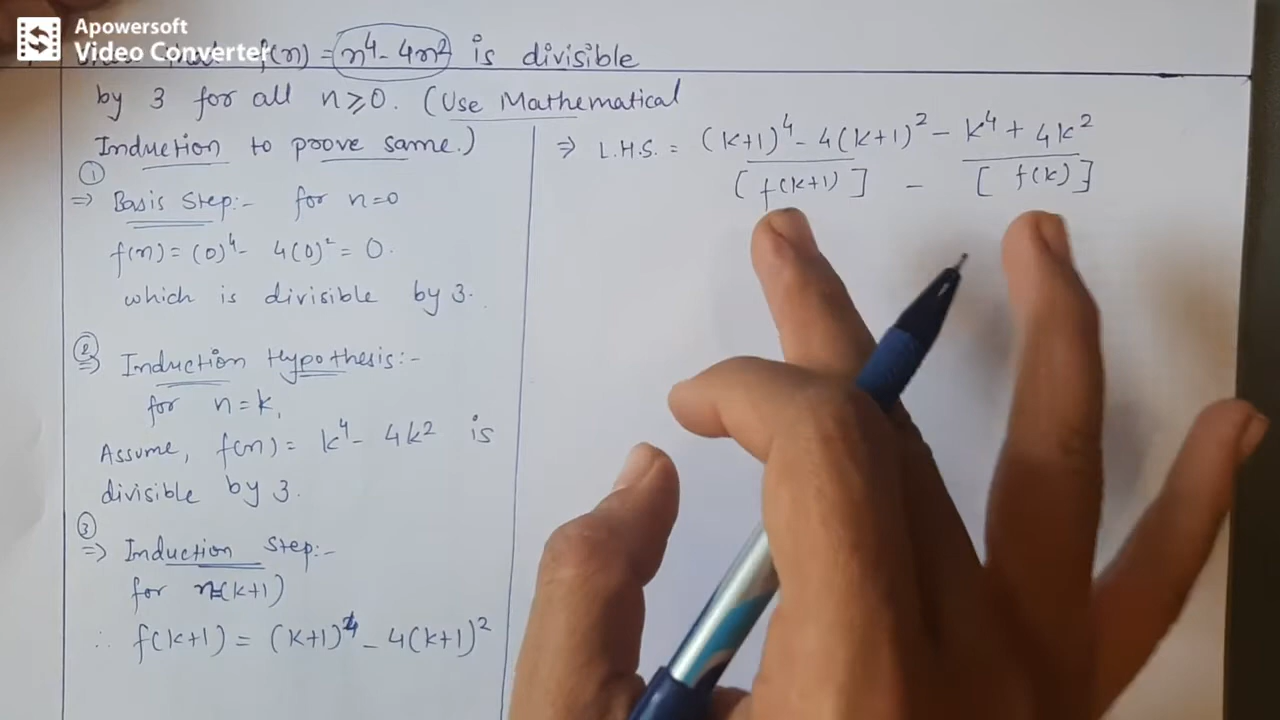 Apowersoft
Video Converter
f(n) = n⁴ - 4n² is divisible
by 3 for all n ≥ 0. (Use Mathematical
Induction to prove same.)
①
⇒ Basis Step:- for n=0
f(n) = (0)⁴ - 4(0)² = 0.
which is divisible by 3.
②
⇒ Induction Hypothesis:-
for n=k,
Assume, f(n) = k⁴ - 4k² is
divisible by 3.
③
⇒ Induction Step:-
for n=(k+1)
∴ f(k+1) = (k+1)⁴ - 4(k+1)²
⇒ L.H.S. = (k+1)⁴ - 4(k+1)² - k⁴ + 4k²
[f(k+1)] - [f(k)]